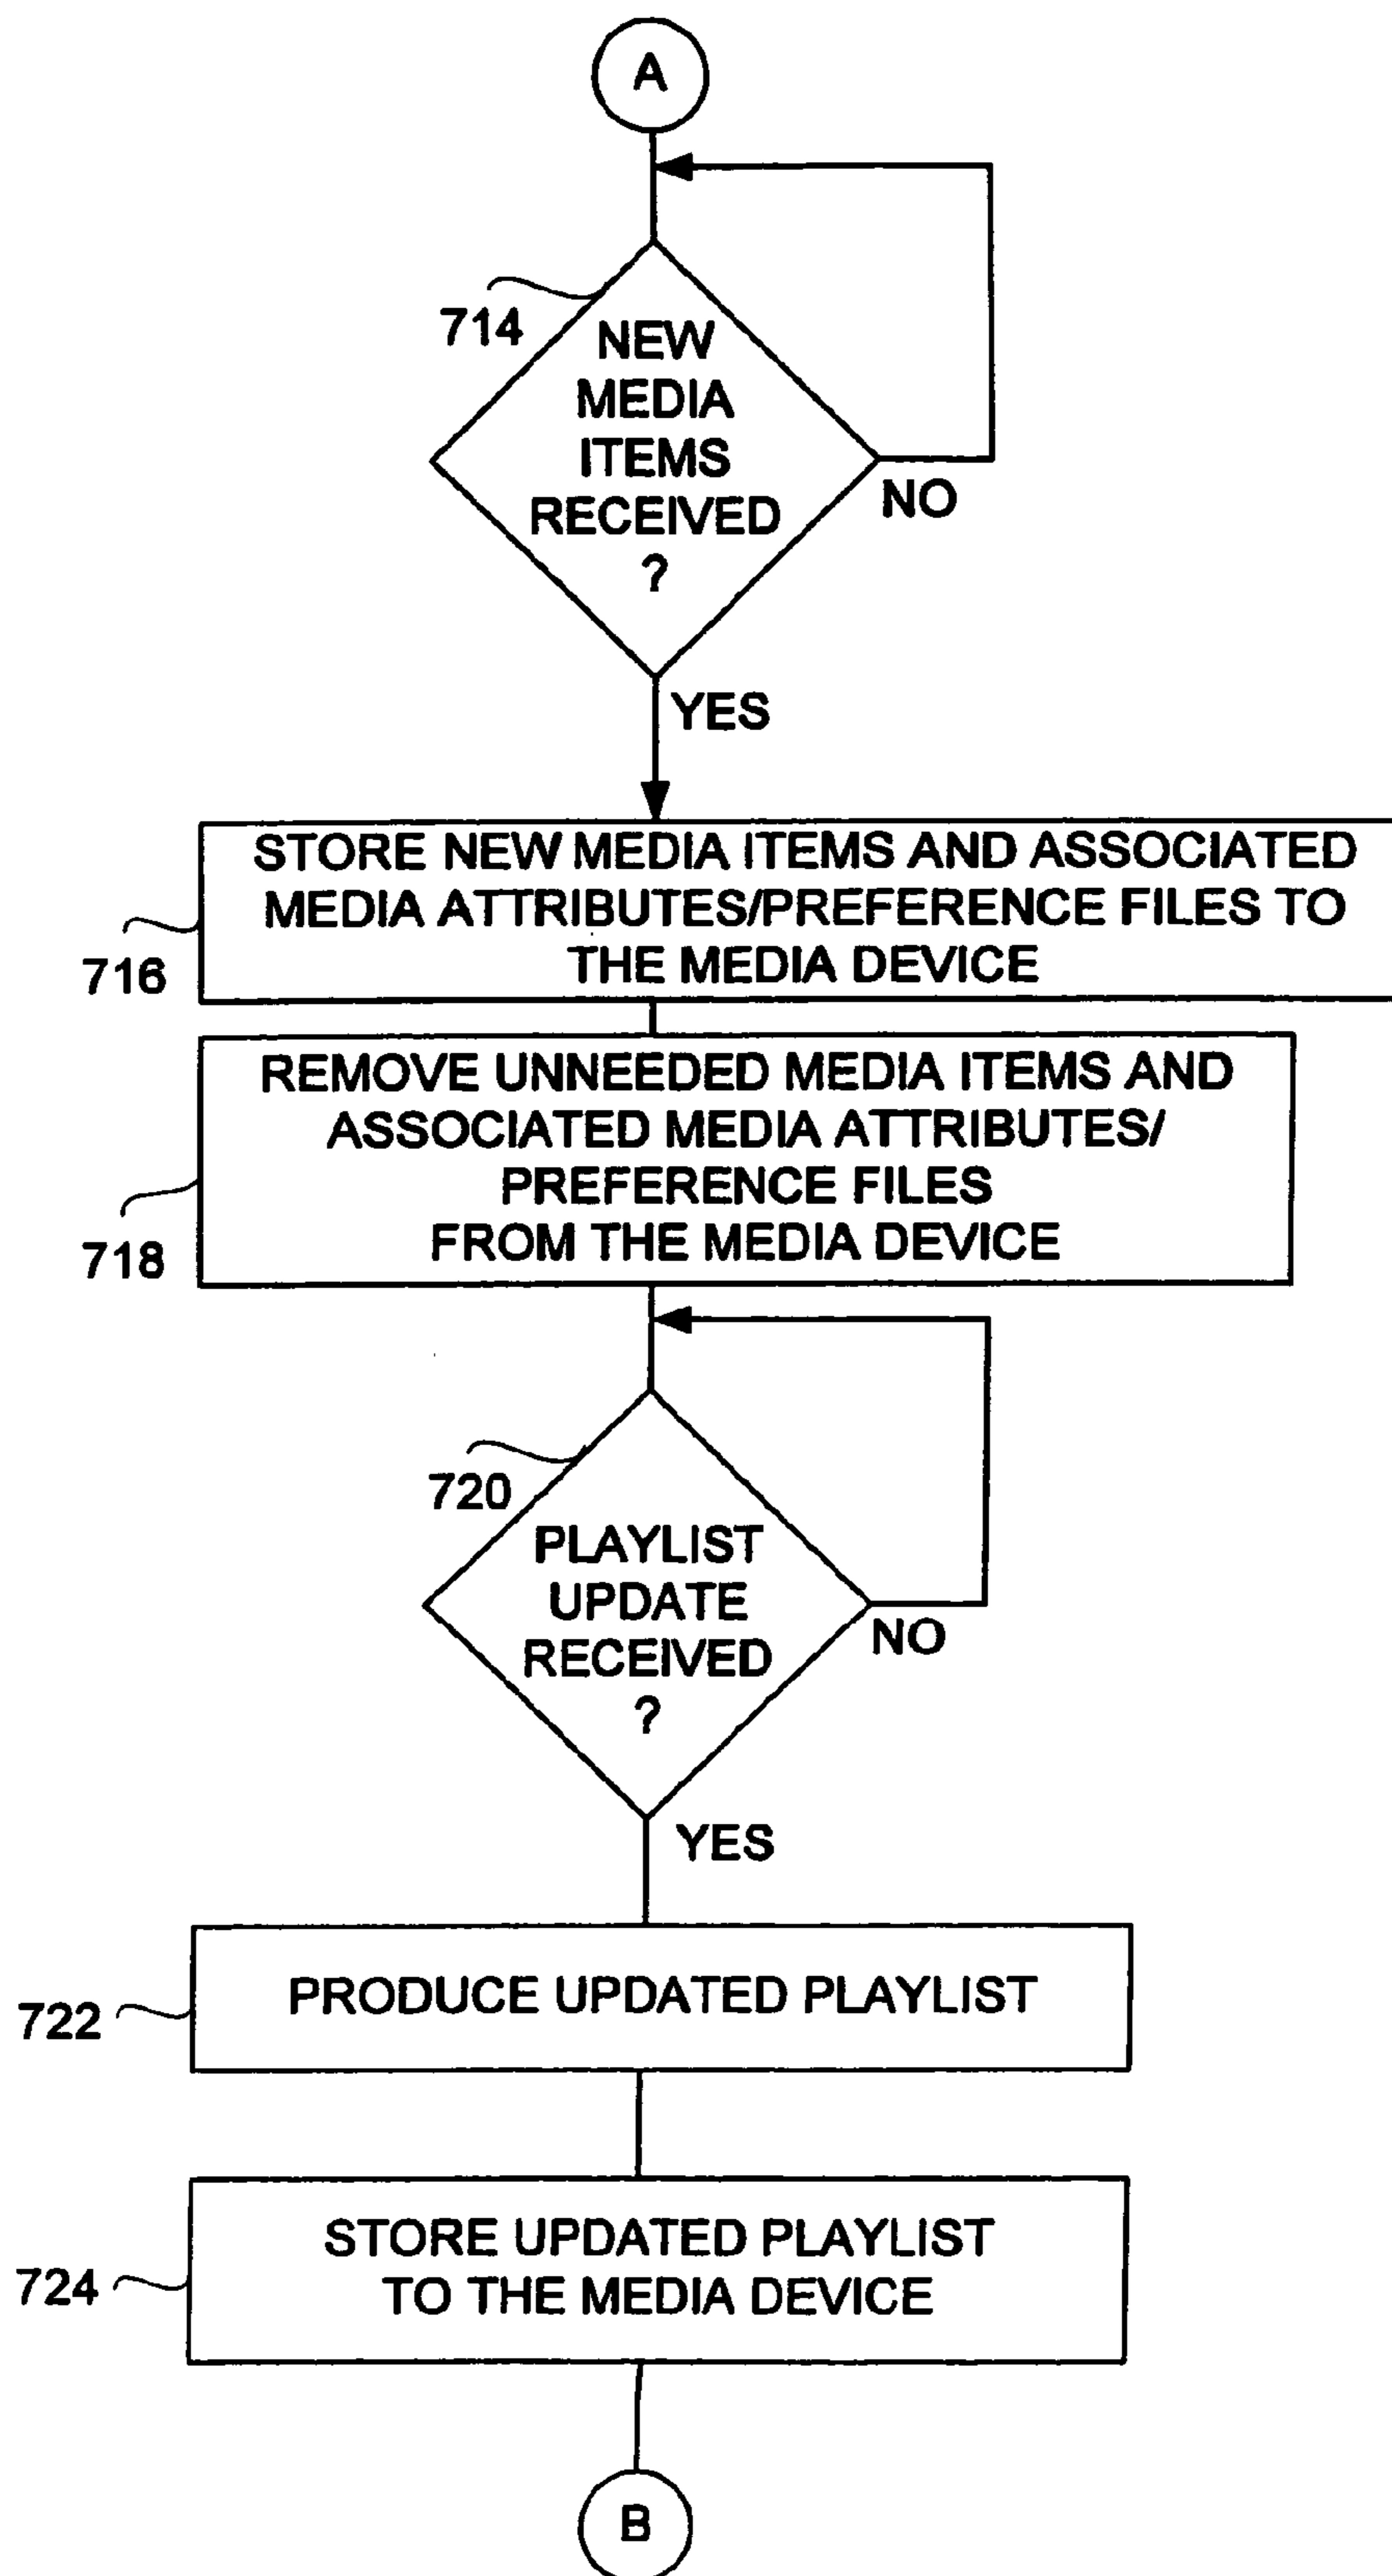 A
714
NEW
MEDIA
ITEMS
RECEIVED
?
NO
YES
STORE NEW MEDIA ITEMS AND ASSOCIATED
MEDIA ATTRIBUTES/PREFERENCE FILES TO
THE MEDIA DEVICE
716
REMOVE UNNEEDED MEDIA ITEMS AND
ASSOCIATED MEDIA ATTRIBUTES/
PREFERENCE FILES
FROM THE MEDIA DEVICE
718
720
PLAYLIST
UPDATE
RECEIVED
?
NO
YES
PRODUCE UPDATED PLAYLIST
722
STORE UPDATED PLAYLIST
TO THE MEDIA DEVICE
724
B